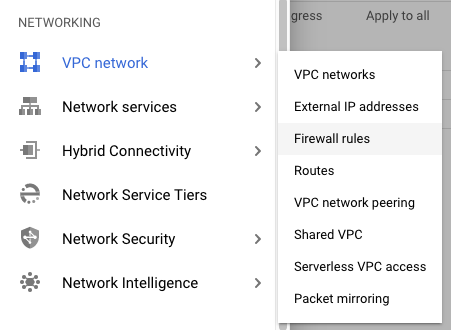 NETWORKING
gress Apply to all
VPC network
Network services
Hybrid Connectivity
Network Service Tiers
Network Security
Network Intelligence
VPC networks
External IP addresses
Firewall rules
Routes
VPC network peering
Shared VPC
Serverless VPC access
Packet mirroring